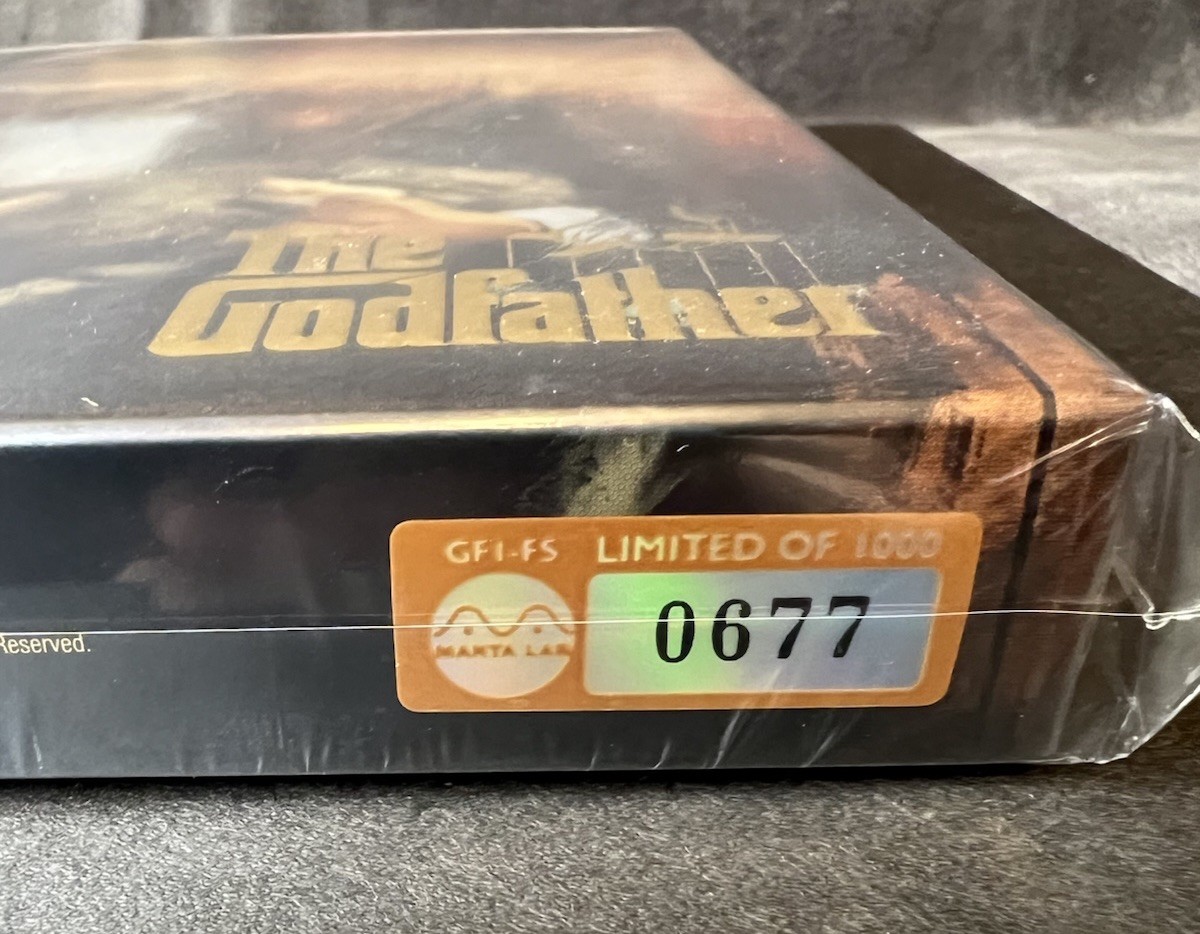 The
Godfather
GF1-FS LIMITED OF 1000
MANTA LAB
0677
Reserved.